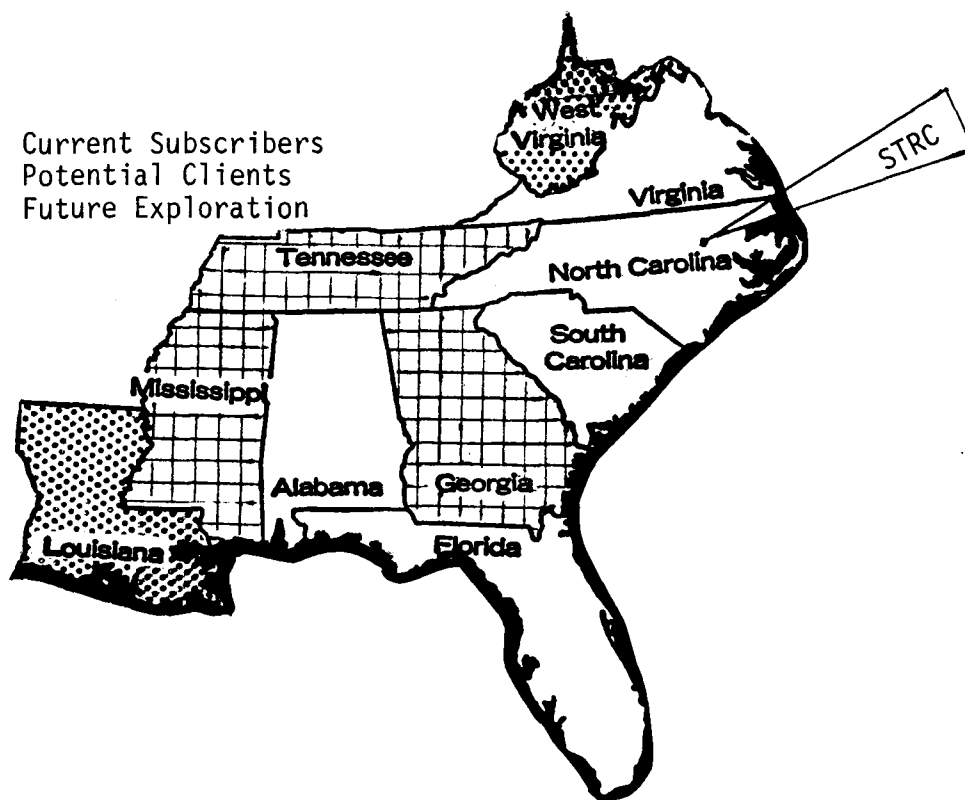 Current Subscribers
Potential Clients
Future Exploration
West
Virginia
STRC
Virginia
Tennessee
North Carolina
South
Carolina
Mississippi
Alabama
Georgia
Louisiana
Florida